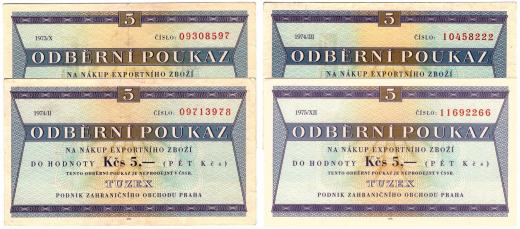 5
1973/X ČÍSLO: 09308597
ODBĚRNÍ POUKAZ
NA NÁKUP EXPORTNÍHO ZBOŽÍ
5
1974/II ČÍSLO: 09713978
ODBĚRNÍ POUKAZ
NA NÁKUP EXPORTNÍHO ZBOŽÍ
DO HODNOTY Kčs 5,— (PĚT Kčs)
TENTO ODBĚRNÍ POUKAZ JE NEPRODEJNÝ V ČSSR.
TUZEX
PODNIK ZAHRANIČNÍHO OBCHODU PRAHA
5
1974/III ČÍSLO: 10458222
ODBĚRNÍ POUKAZ
NA NÁKUP EXPORTNÍHO ZBOŽÍ
5
1975/XII ČÍSLO: 11692266
ODBĚRNÍ POUKAZ
NA NÁKUP EXPORTNÍHO ZBOŽÍ
DO HODNOTY Kčs 5,— (PĚT Kčs)
TENTO ODBĚRNÍ POUKAZ JE NEPRODEJNÝ V ČSSR.
TUZEX
PODNIK ZAHRANIČNÍHO OBCHODU PRAHA